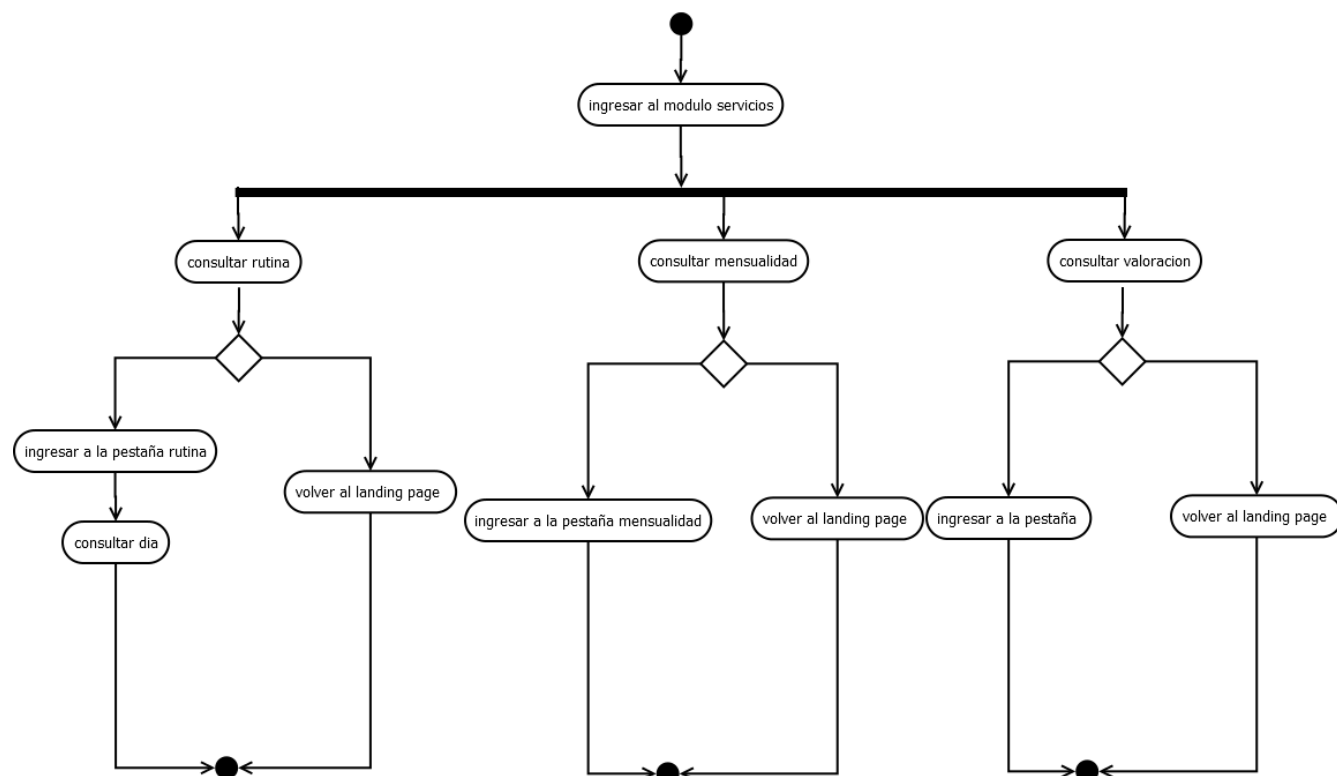 ingresar al modulo servicios
consultar rutina
consultar mensualidad
consultar valoracion
ingresar a la pestaña rutina
volver al landing page
consultar dia
ingresar a la pestaña mensualidad
volver al landing page
ingresar a la pestaña
volver al landing page